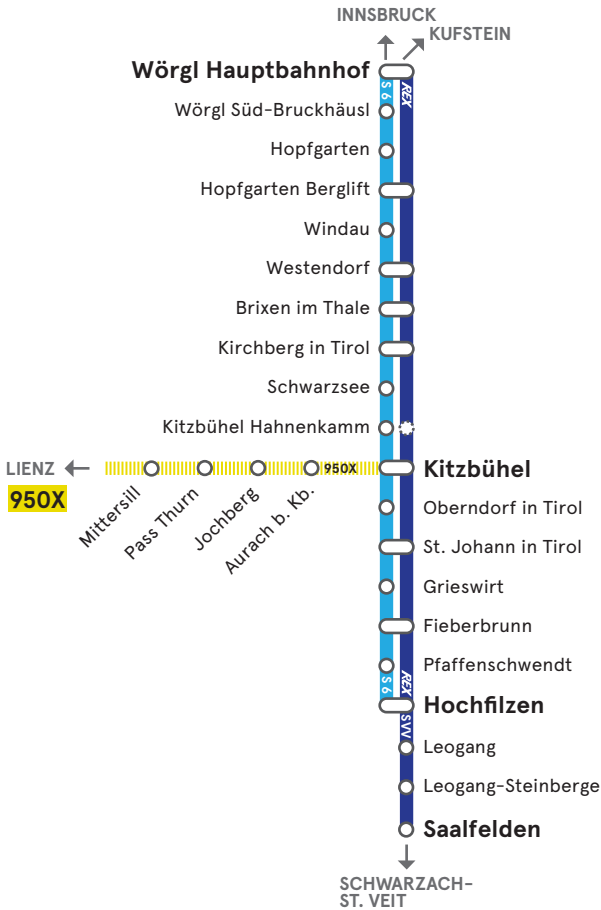 INNSBRUCK
KUFSTEIN
Wörgl Hauptbahnhof
S 6
REX
Wörgl Süd-Bruckhäusl
Hopfgarten
Hopfgarten Berglift
Windau
Westendorf
Brixen im Thale
Kirchberg in Tirol
Schwarzsee
Kitzbühel Hahnenkamm
LIENZ
950X
950X
Kitzbühel
Mittersill
Pass Thurn
Jochberg
Aurach b. Kb.
Oberndorf in Tirol
St. Johann in Tirol
Grieswirt
Fieberbrunn
Pfaffenschwendt
S 6
REX
Hochfilzen
SVV
Leogang
Leogang-Steinberge
Saalfelden
SCHWARZACH-
ST. VEIT